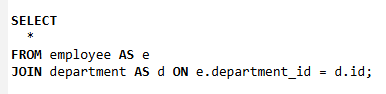 SELECT
  *
FROM employee AS e
JOIN department AS d ON e.department_id = d.id;